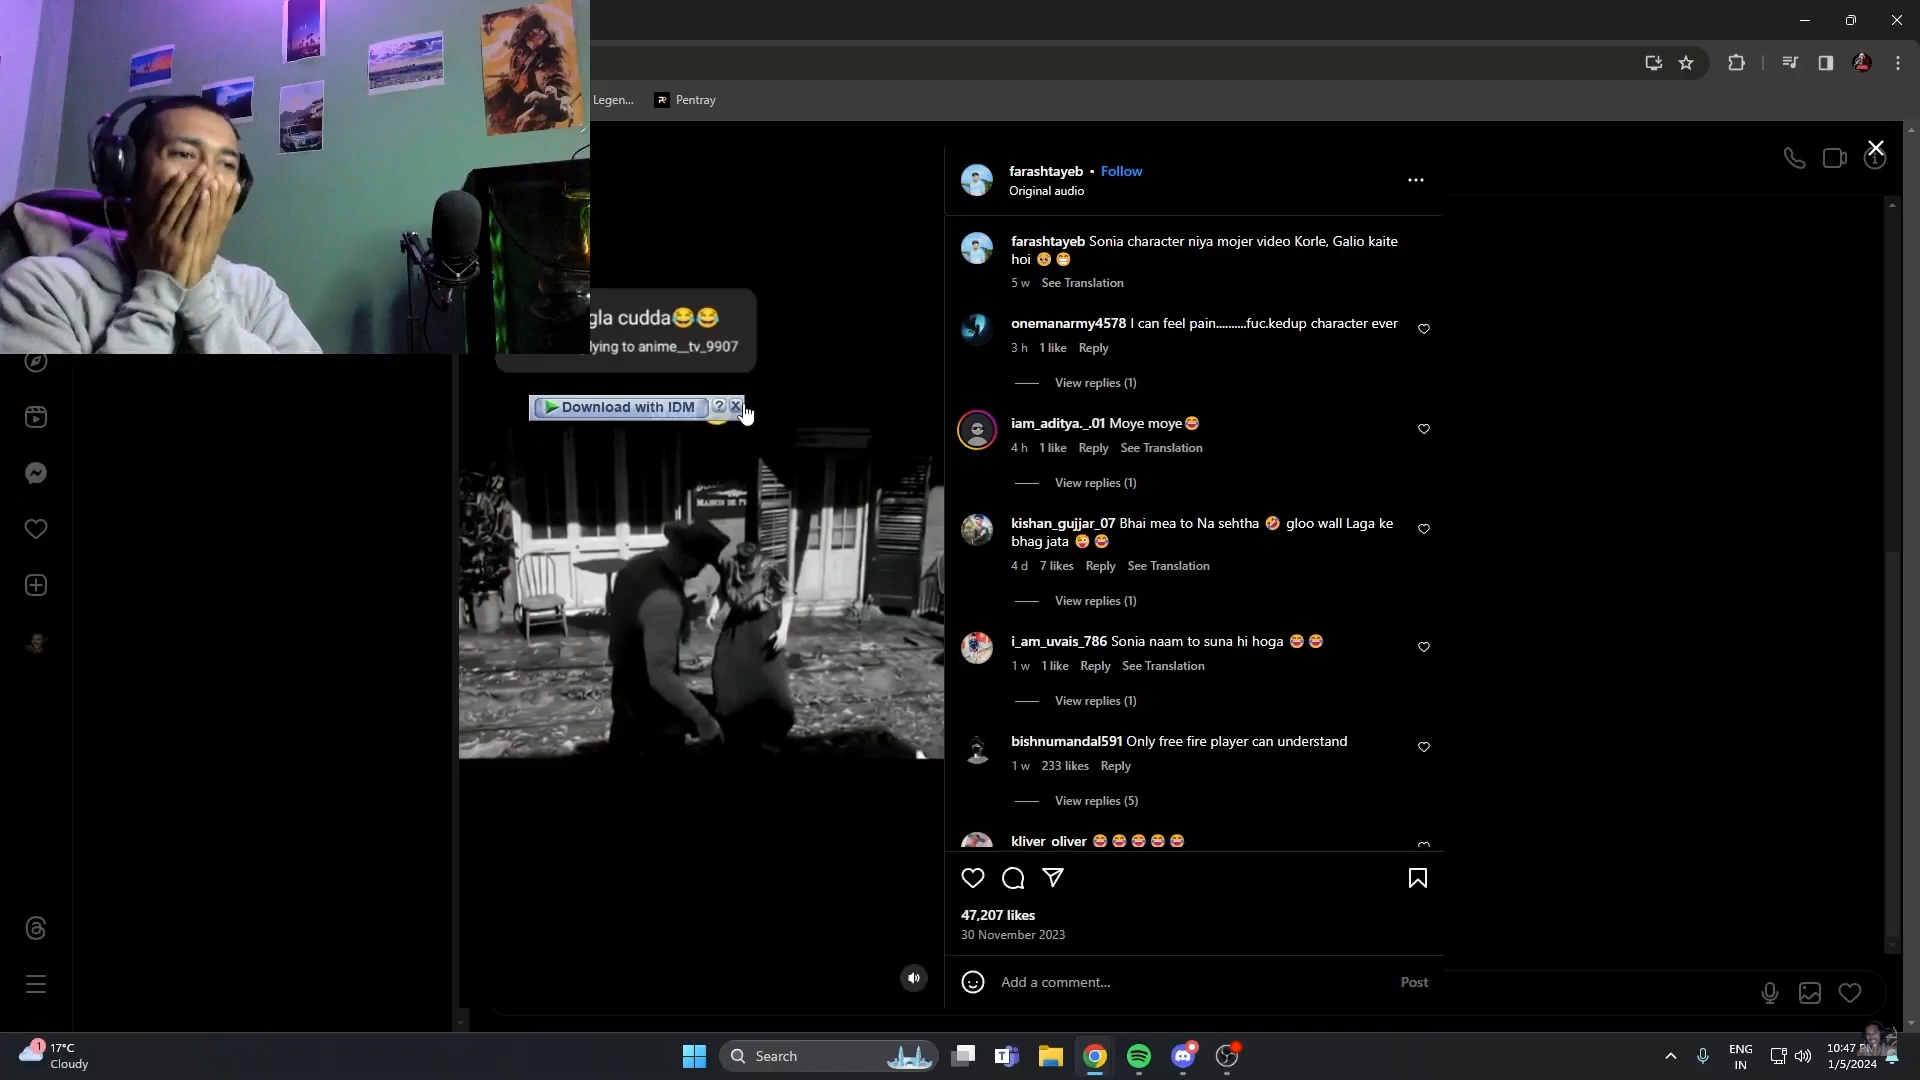 Legen...
Pentray
farashtayeb • Follow
Original audio
farashtayeb Sonia character niya mojer video Korle, Galio kaite
hoi 🥺😁
5 w See Translation
gla cudda😂😂
lying to anime__tv_9907
onemanarmy4578 I can feel pain..........fuc.kedup character ever
3 h 1 like Reply
View replies (1)
Download with IDM ? X
iam_aditya._.01 Moye moye😂
4 h 1 like Reply See Translation
View replies (1)
kishan_gujjar_07 Bhai mea to Na sehtha 🤣 gloo wall Laga ke
bhag jata 😜😂
4 d 7 likes Reply See Translation
View replies (1)
i_am_uvais_786 Sonia naam to suna hi hoga 😂😂
1 w 1 like Reply See Translation
View replies (1)
bishnumandal591 Only free fire player can understand
1 w 233 likes Reply
View replies (5)
kliver_oliver 😂😂😂😂😂
47,207 likes
30 November 2023
Add a comment... Post
1
17°C
Cloudy
Search
ENG
IN
10:47 PM
1/5/2024